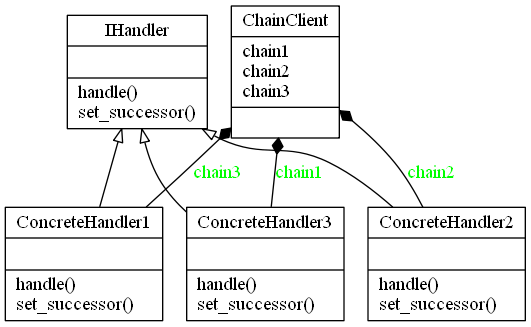 IHandler
handle()
set_successor()
ChainClient
chain1
chain2
chain3
chain3
chain1
chain2
ConcreteHandler1
handle()
set_successor()
ConcreteHandler3
handle()
set_successor()
ConcreteHandler2
handle()
set_successor()